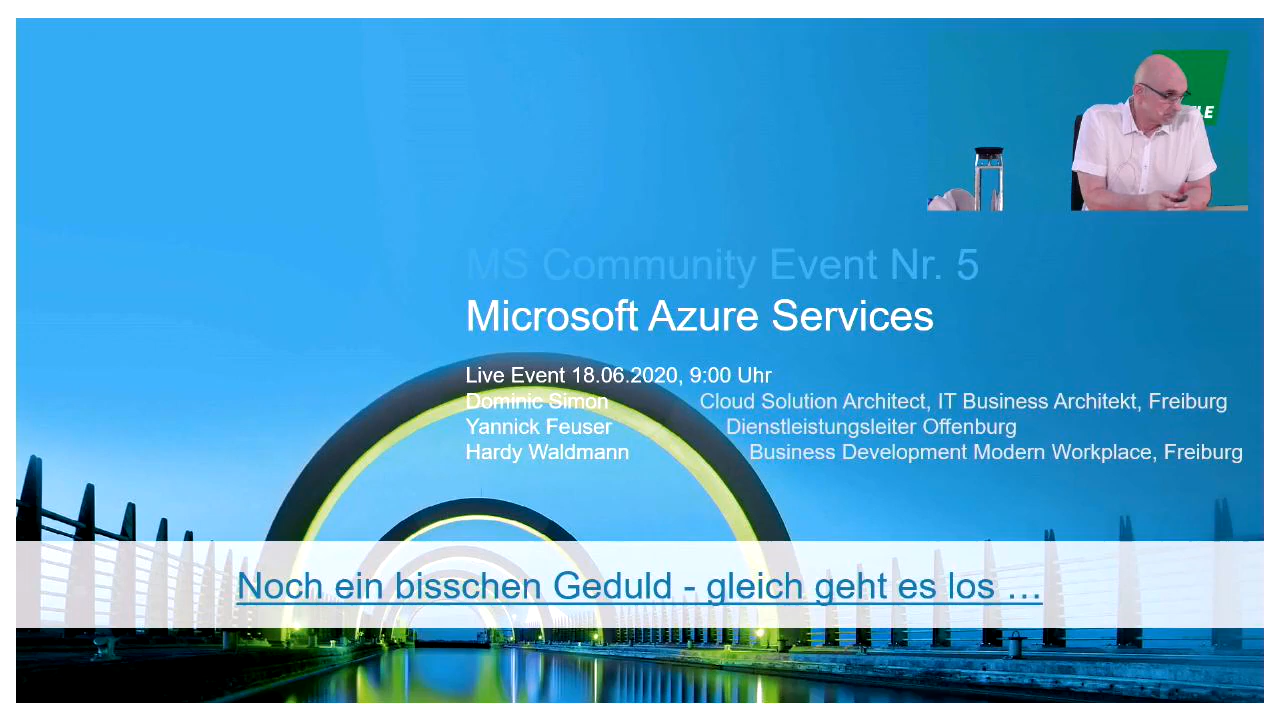 MS Community Event Nr. 5
Microsoft Azure Services
Live Event 18.06.2020, 9:00 Uhr
Dominic Simon Cloud Solution Architect, IT Business Architekt, Freiburg
Yannick Feuser Dienstleistungsleiter Offenburg
Hardy Waldmann Business Development Modern Workplace, Freiburg
Noch ein bisschen Geduld - gleich geht es los …